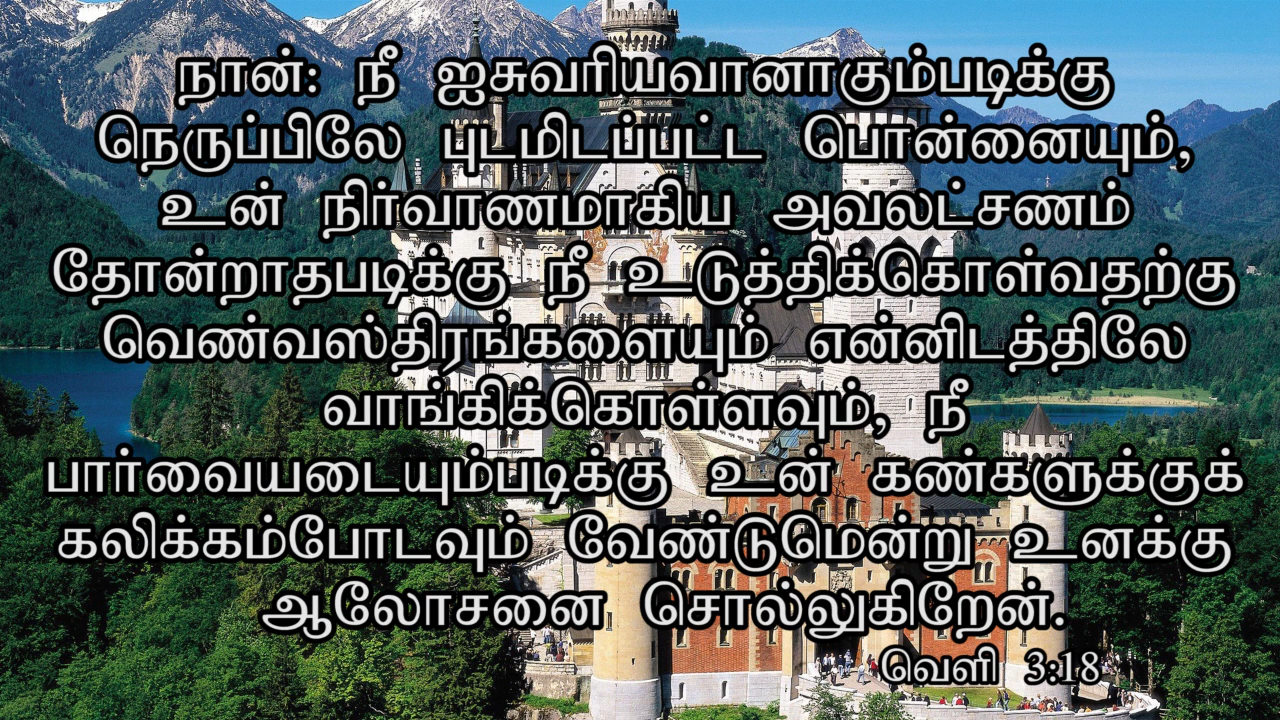 நான்: நீ ஐசுவரியவானாகும்படிக்கு
நெருப்பிலே புடமிடப்பட்ட பொன்னையும்,
உன் நிர்வாணமாகிய அவலட்சணம்
தோன்றாதபடிக்கு நீ உடுத்திக்கொள்வதற்கு
வெண்வஸ்திரங்களையும் என்னிடத்திலே
வாங்கிக்கொள்ளவும், நீ
பார்வையடையும்படிக்கு உன் கண்களுக்குக்
கலிக்கம்போடவும் வேண்டுமென்று உனக்கு
ஆலோசனை சொல்லுகிறேன்.
வெளி 3:18